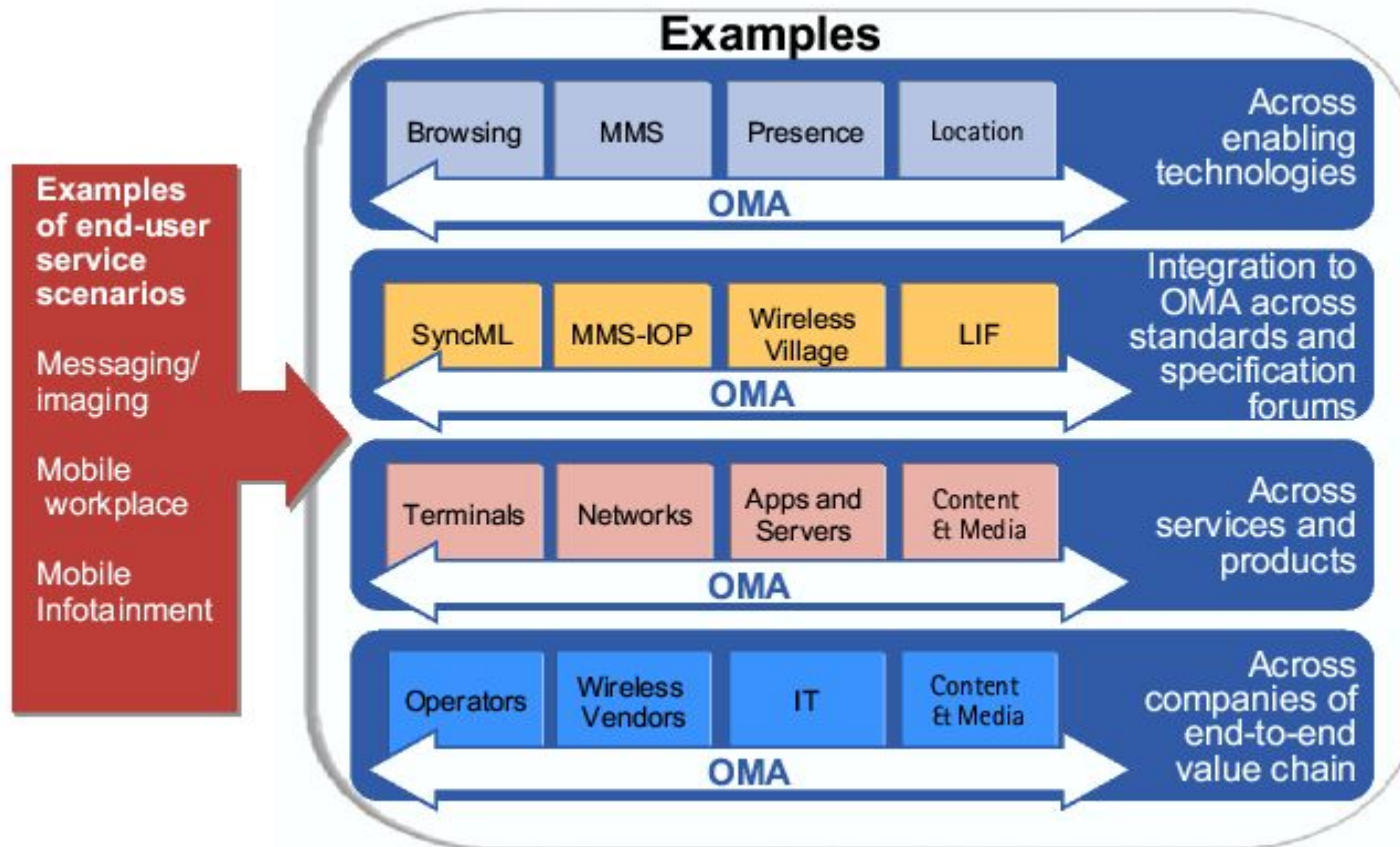 Examples
Examples
of end-user
service
scenarios
Messaging/
imaging
Mobile
workplace
Mobile
Infotainment
Browsing
MMS
Presence
Location
OMA
Across
enabling
technologies
SyncML
MMS-IOP
Wireless
Village
LIF
OMA
Integration to
OMA across
standards and
specification
forums
Terminals
Networks
Apps and
Servers
Content
& Media
OMA
Across
services and
products
Operators
Wireless
Vendors
IT
Content
& Media
OMA
Across
companies of
end-to-end
value chain